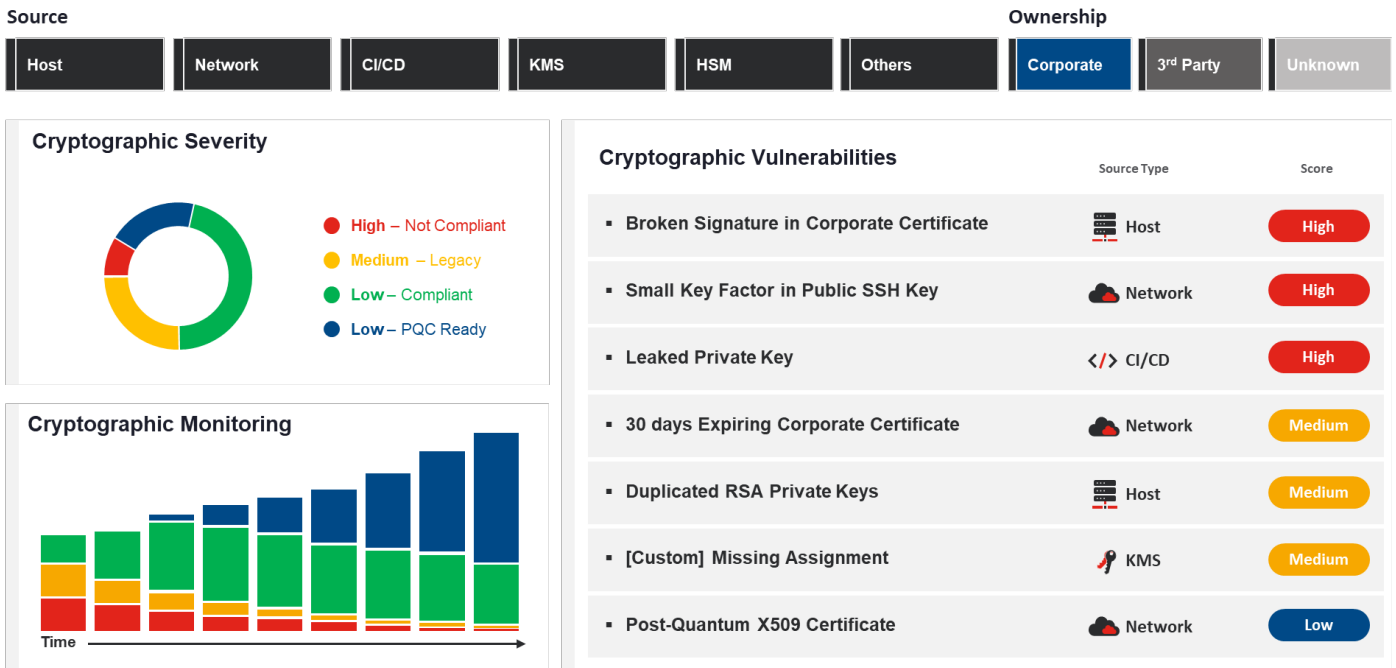 Source
Ownership
Host
Network
CI/CD
KMS
HSM
Others
Corporate
3rd Party
Unknown
Cryptographic Severity
High – Not Compliant
Medium – Legacy
Low – Compliant
Low – PQC Ready
Cryptographic Monitoring
Time
Cryptographic Vulnerabilities
Source Type
Score
▪ Broken Signature in Corporate Certificate Host High
▪ Small Key Factor in Public SSH Key Network High
▪ Leaked Private Key </> CI/CD High
▪ 30 days Expiring Corporate Certificate Network Medium
▪ Duplicated RSA Private Keys Host Medium
▪ [Custom] Missing Assignment KMS Medium
▪ Post-Quantum X509 Certificate Network Low